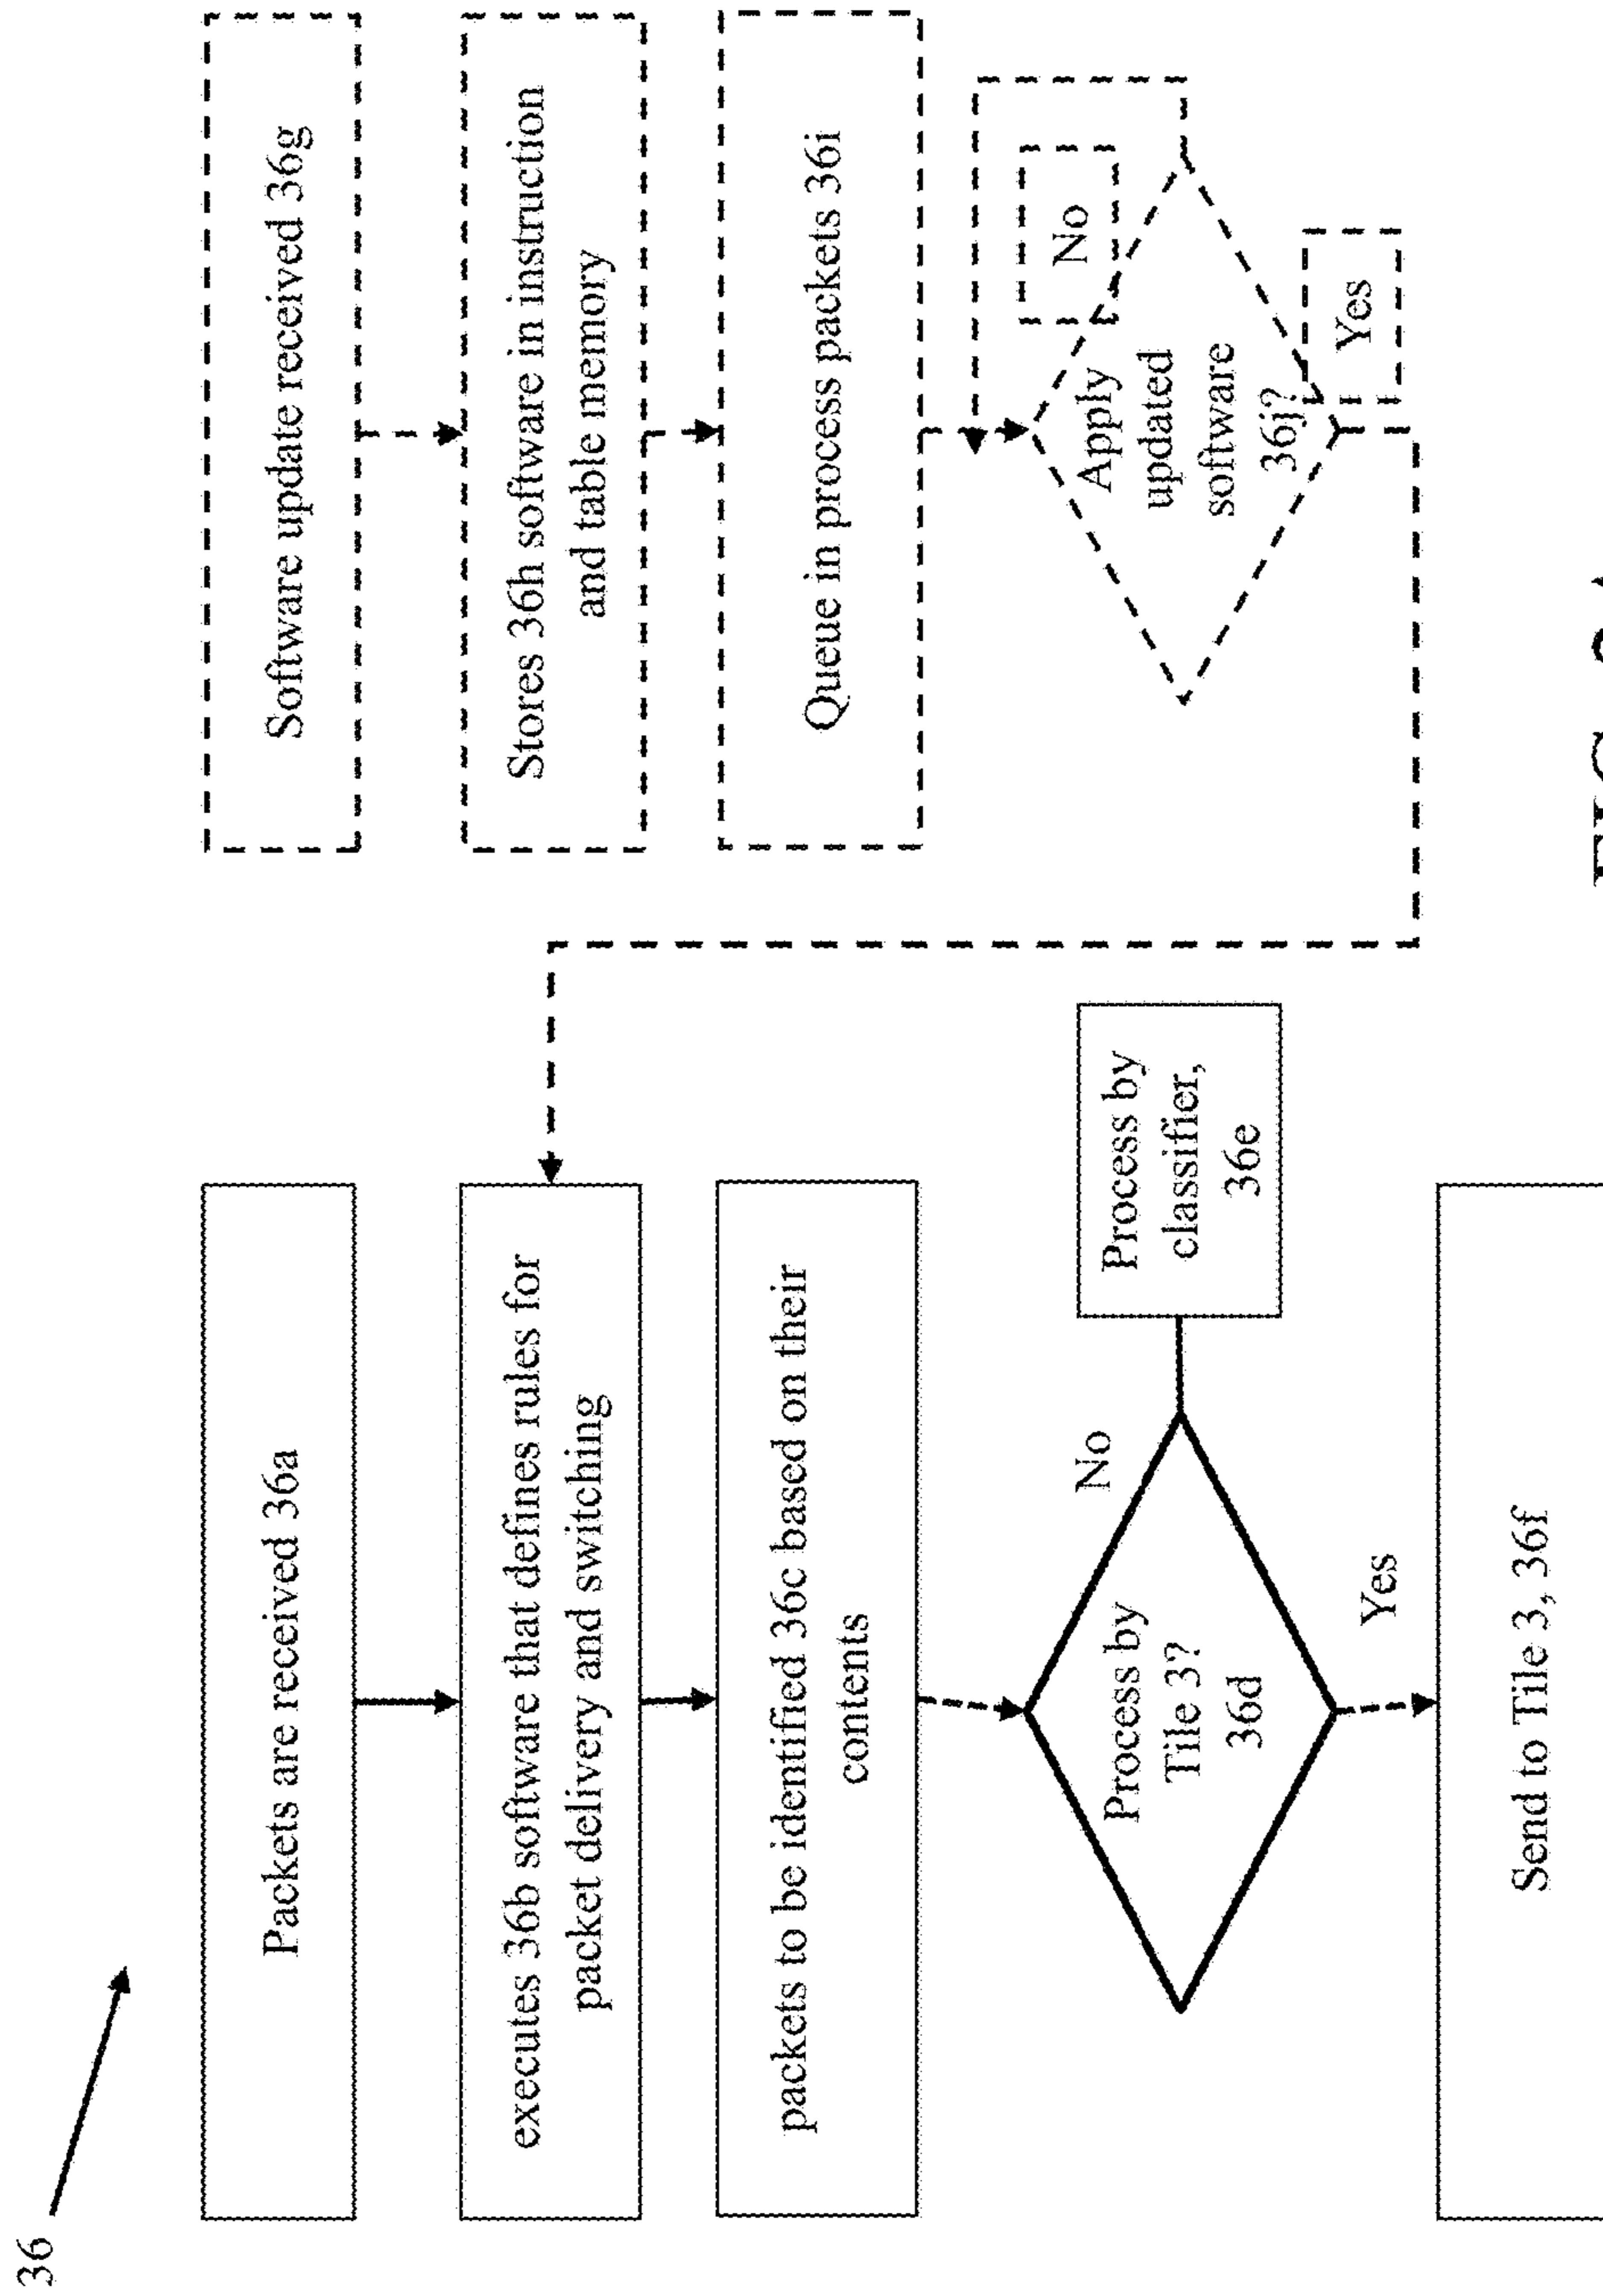 36
Packets are received 36a
executes 36b software that defines rules for
packet delivery and switching
packets to be identified 36c based on their
contents
Process by
Tile 3?
36d
No
Process by
classifier,
36e
Yes
Send to Tile 3, 36f
Software update received 36g
Stores 36h software in instruction
and table memory
Queue in process packets 36i
Apply
updated
software
36j?
No
Yes